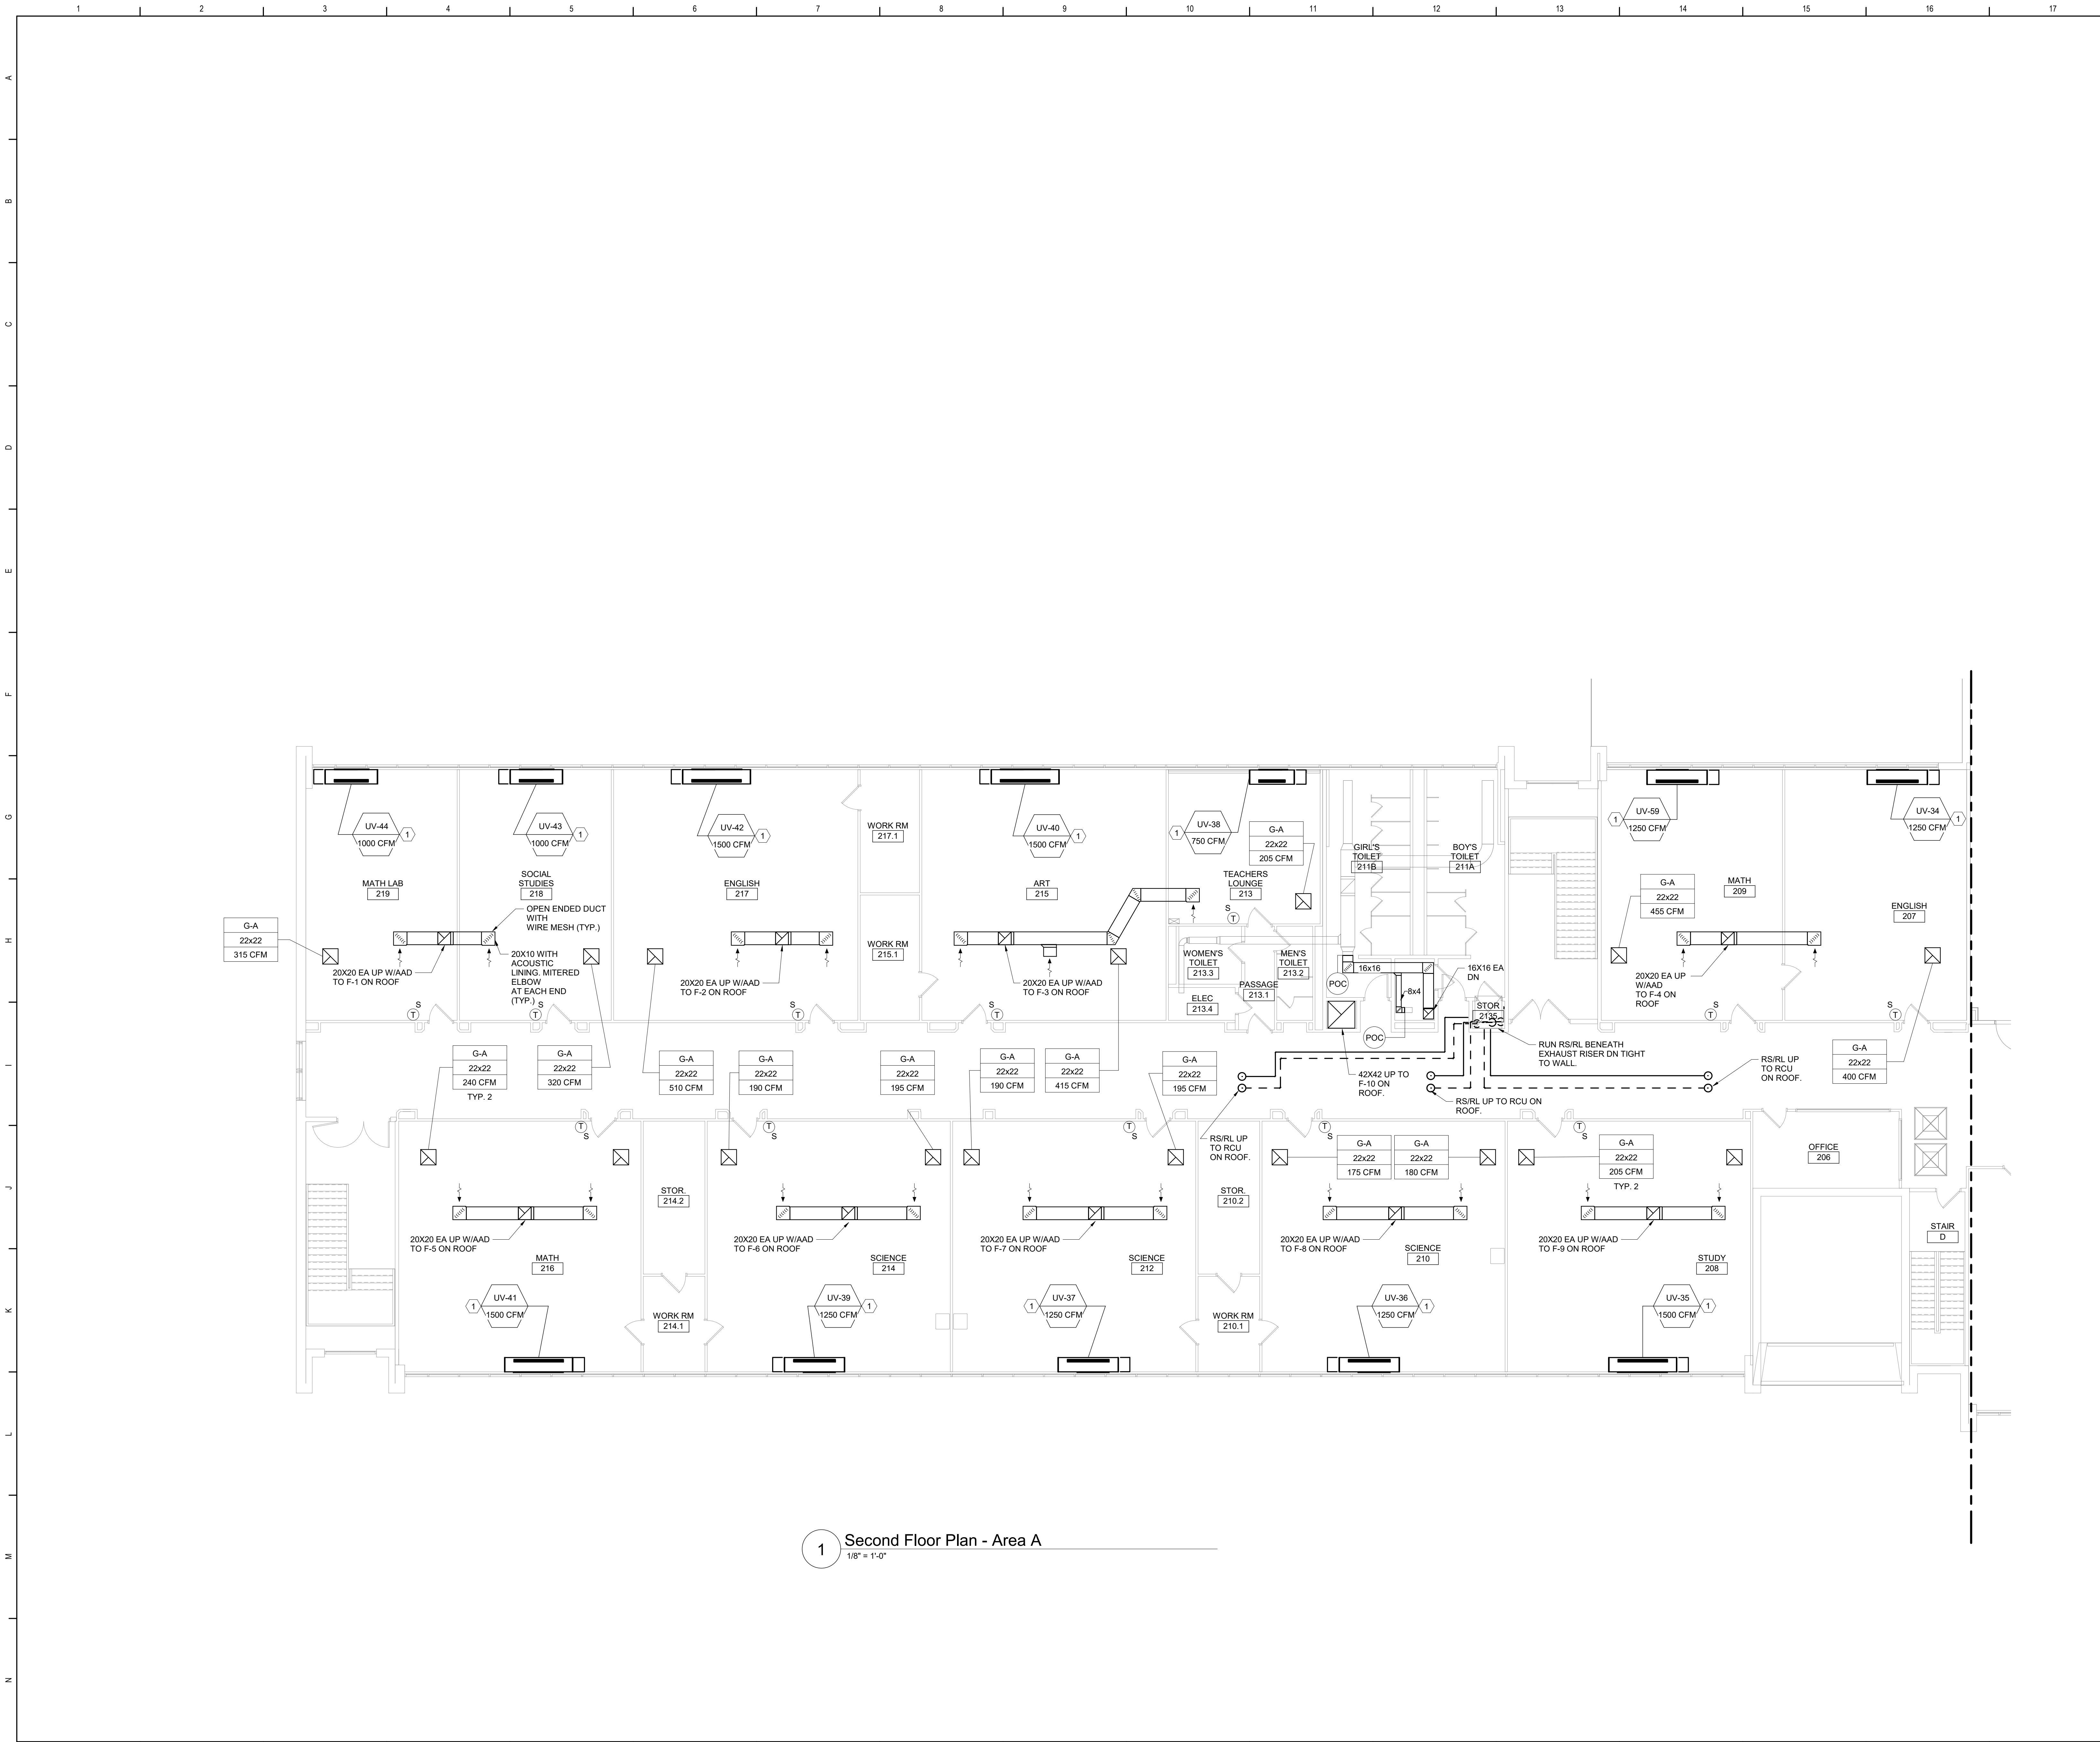 1 2 3 4 5 6 7 8 9 10 11 12 13 14 15 16 17
A
B
C
D
E
F
G
H
I
J
K
L
M
N
UV-44
1000 CFM
1
UV-43
1000 CFM
1
UV-42
1500 CFM
1
UV-40
1500 CFM
1
1
UV-38
750 CFM
G-A
22x22
205 CFM
1
UV-59
1250 CFM
UV-34
1250 CFM
1
WORK RM
217.1
GIRL'S
TOILET
211B
BOY'S
TOILET
211A
MATH LAB
219
SOCIAL
STUDIES
218
ENGLISH
217
ART
215
TEACHERS
LOUNGE
213
G-A
22x22
455 CFM
MATH
209
ENGLISH
207
G-A
22x22
315 CFM
OPEN ENDED DUCT
WITH
WIRE MESH (TYP.)
20X10 WITH
ACOUSTIC
LINING. MITERED
ELBOW
AT EACH END
(TYP.)
20X20 EA UP W/AAD
TO F-1 ON ROOF
20X20 EA UP W/AAD
TO F-2 ON ROOF
WORK RM
215.1
20X20 EA UP W/AAD
TO F-3 ON ROOF
WOMEN'S
TOILET
213.3
MEN'S
TOILET
213.2
PASSAGE
213.1
ELEC
213.4
16x16
POC
8x4
16X16 EA
DN
STOR
213S
POC
20X20 EA UP
W/AAD
TO F-4 ON
ROOF
S
T
S
T
S
T
S
T
S
T
S
T
S
T
G-A
22x22
240 CFM
TYP. 2
G-A
22x22
320 CFM
G-A
22x22
510 CFM
G-A
22x22
190 CFM
G-A
22x22
195 CFM
G-A
22x22
190 CFM
G-A
22x22
415 CFM
G-A
22x22
195 CFM
42X42 UP TO
F-10 ON
ROOF.
RUN RS/RL BENEATH
EXHAUST RISER DN TIGHT
TO WALL.
RS/RL UP TO RCU ON
ROOF.
RS/RL UP
TO RCU
ON ROOF.
G-A
22x22
400 CFM
T
S
T
S
T
S
T
S
T
S
RS/RL UP
TO RCU
ON ROOF.
G-A
22x22
175 CFM
G-A
22x22
180 CFM
G-A
22x22
205 CFM
TYP. 2
OFFICE
206
STOR.
214.2
STOR.
210.2
STAIR
D
20X20 EA UP W/AAD
TO F-5 ON ROOF
20X20 EA UP W/AAD
TO F-6 ON ROOF
20X20 EA UP W/AAD
TO F-7 ON ROOF
20X20 EA UP W/AAD
TO F-8 ON ROOF
20X20 EA UP W/AAD
TO F-9 ON ROOF
MATH
216
SCIENCE
214
SCIENCE
212
SCIENCE
210
STUDY
208
1
UV-41
1500 CFM
WORK RM
214.1
UV-39
1250 CFM
1
1
UV-37
1250 CFM
WORK RM
210.1
UV-36
1250 CFM
1
UV-35
1500 CFM
1
1
Second Floor Plan - Area A
1/8" = 1'-0"